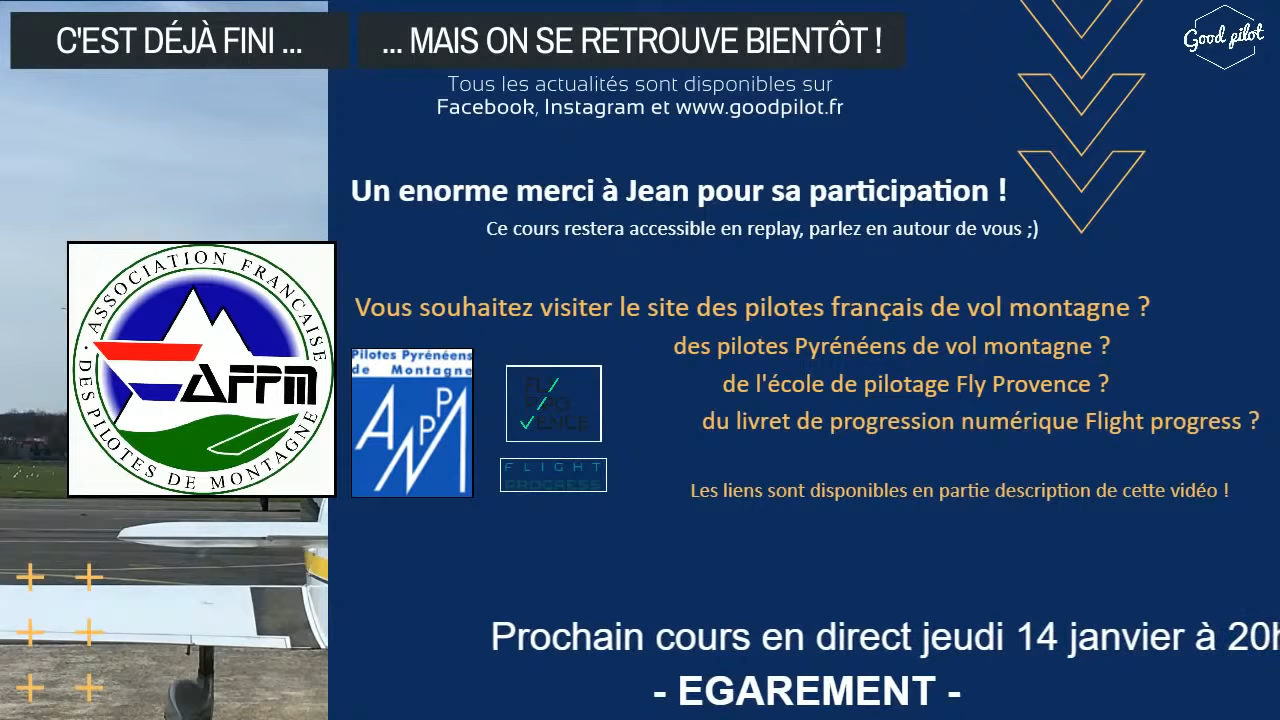 C'EST DÉJÀ FINI ...
... MAIS ON SE RETROUVE BIENTÔT !
Good pilot
Tous les actualités sont disponibles sur
Facebook, Instagram et www.goodpilot.fr
Un enorme merci à Jean pour sa participation !
Ce cours restera accessible en replay, parlez en autour de vous ;)
· ASSOCIATION FRANCAISE
DES PILOTES DE MONTAGNE
AFPM
Vous souhaitez visiter le site des pilotes français de vol montagne ?
des pilotes Pyrénéens de vol montagne ?
de l'école de pilotage Fly Provence ?
du livret de progression numérique Flight progress ?
Pilotes Pyrénéens
de Montagne
ANPP
FLY
PRO
VENCE
FLIGHT
PROGRESS
Les liens sont disponibles en partie description de cette vidéo !
Prochain cours en direct jeudi 14 janvier à 20h
- EGAREMENT -